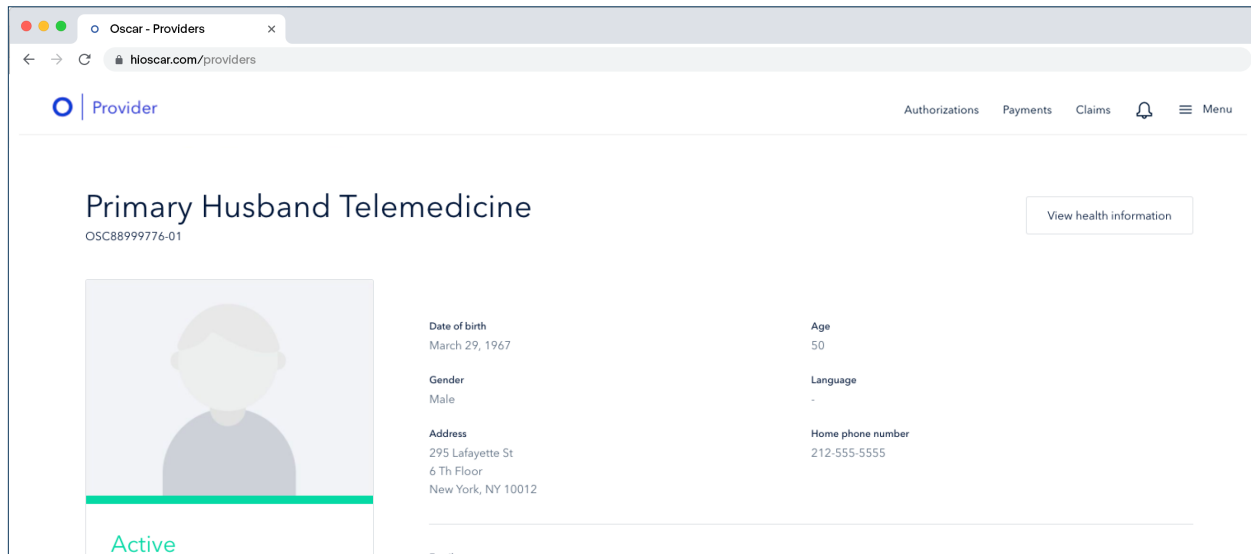 Oscar - Providers
hioscar.com/providers
Provider
Authorizations
Payments
Claims
Menu
Primary Husband Telemedicine
OSC88999776-01
View health information
Date of birth
March 29, 1967
Age
50
Gender
Male
Language
-
Address
295 Lafayette St
6 Th Floor
New York, NY 10012
Home phone number
212-555-5555
Active